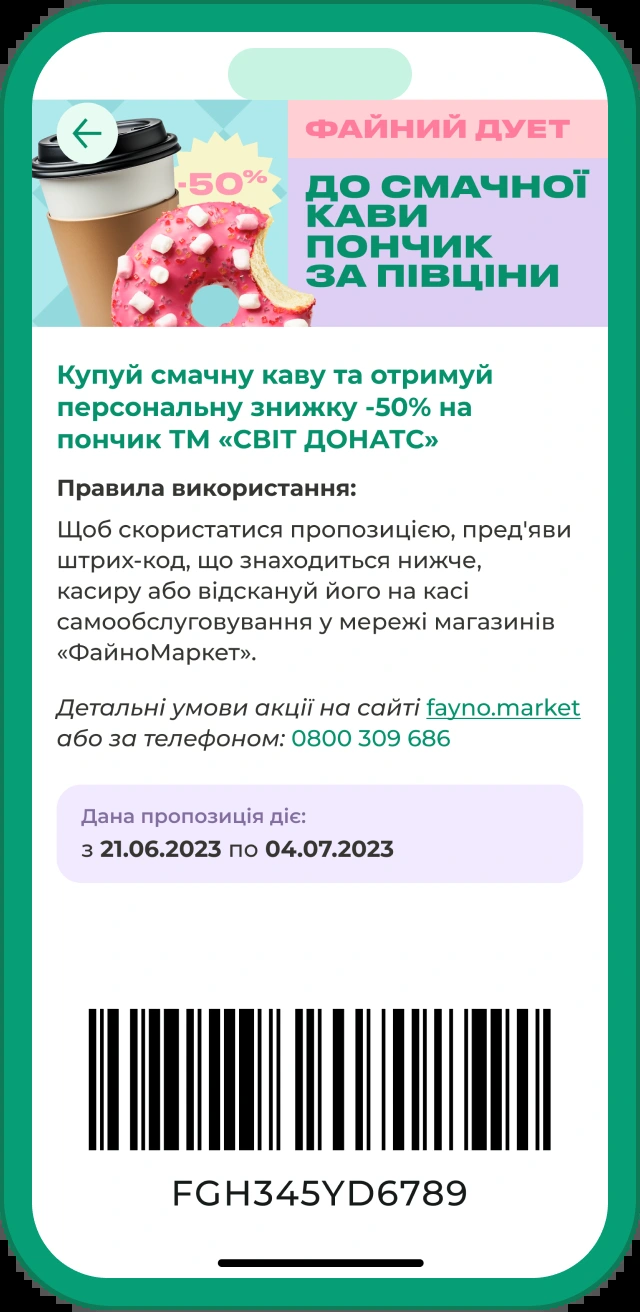 -50%
ФАЙНИЙ ДУЕТ
ДО СМАЧНОЇ
КАВИ
ПОНЧИК
ЗА ПІВЦІНИ
Купуй смачну каву та отримуй
персональну знижку -50% на
пончик ТМ «СВІТ ДОНАТС»
Правила використання:
Щоб скористатися пропозицією, пред'яви
штрих-код, що знаходиться нижче,
касиру або відскануй його на касі
самообслуговування у мережі магазинів
«ФайноМаркет».
Детальні умови акції на сайті fayno.market
або за телефоном: 0800 309 686
Дана пропозиція діє:
з 21.06.2023 по 04.07.2023
FGH345YD6789